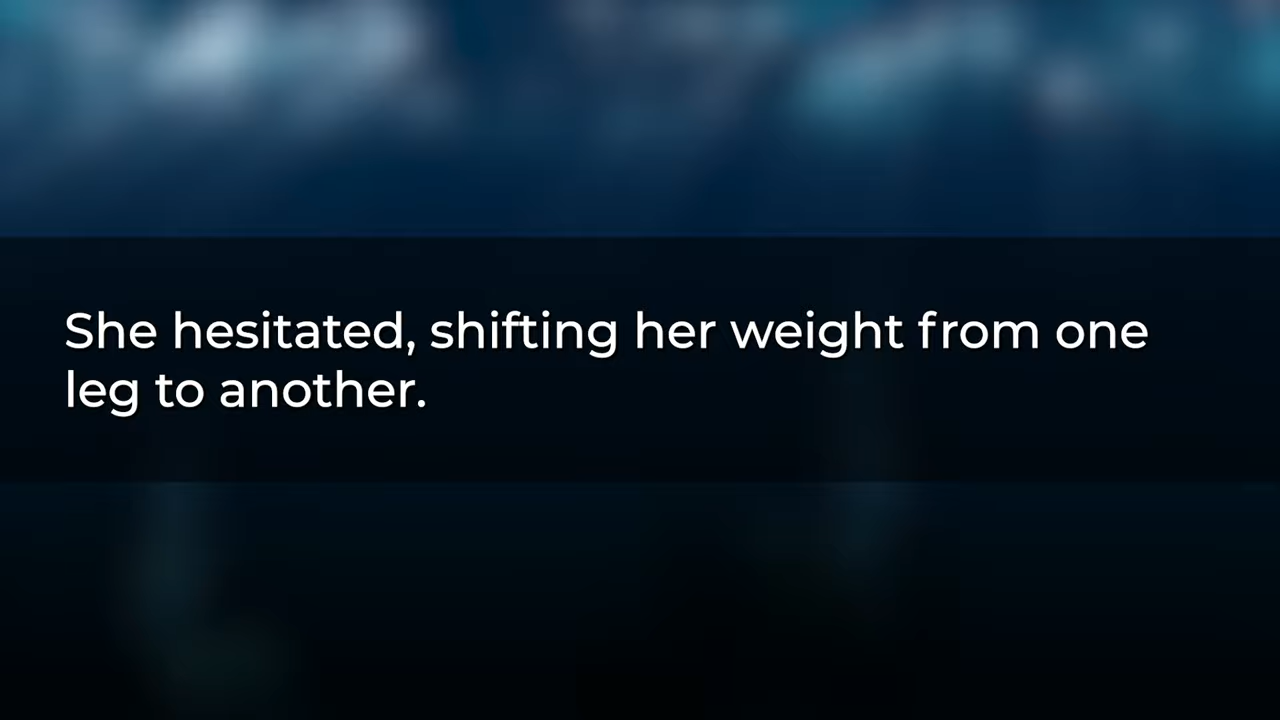 She hesitated, shifting her weight from one
leg to another.